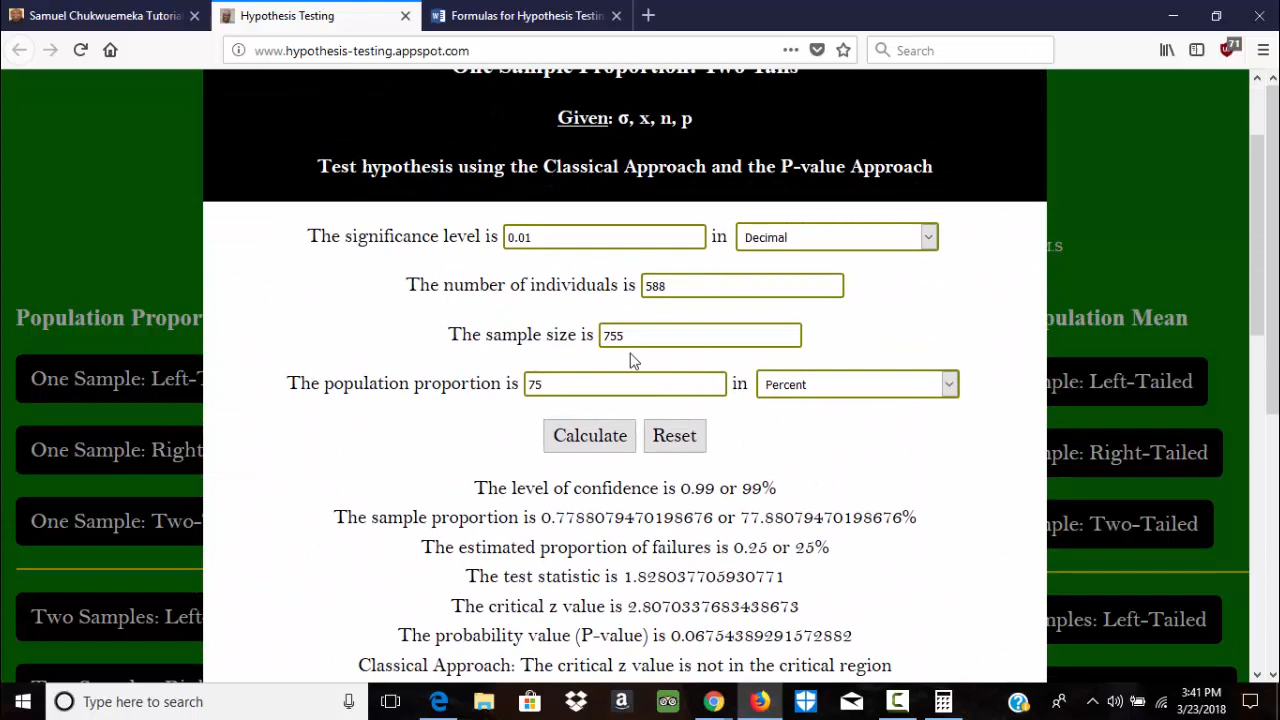 Samuel Chukwuemeka Tutorial
Hypothesis Testing
Formulas for Hypothesis Testin
www.hypothesis-testing.appspot.com
Search
71
One Sample Proportion: Two Tails
Given: σ, x, n, p
Test hypothesis using the Classical Approach and the P-value Approach
The significance level is 0.01 in Decimal
The number of individuals is 588
The sample size is 755
The population proportion is 75 in Percent
Calculate Reset
The level of confidence is 0.99 or 99%
The sample proportion is 0.7788079470198676 or 77.88079470198676%
The estimated proportion of failures is 0.25 or 25%
The test statistic is 1.828037705930771
The critical z value is 2.8070337683438673
The probability value (P-value) is 0.06754389291572882
Classical Approach: The critical z value is not in the critical region
Population Propor
One Sample: Left-T
One Sample: Right
One Sample: Two-
Two Samples: Left-
pulation Mean
mple: Left-Tailed
mple: Right-Tailed
mple: Two-Tailed
mples: Left-Tailed
Type here to search
3:41 PM
3/23/2018